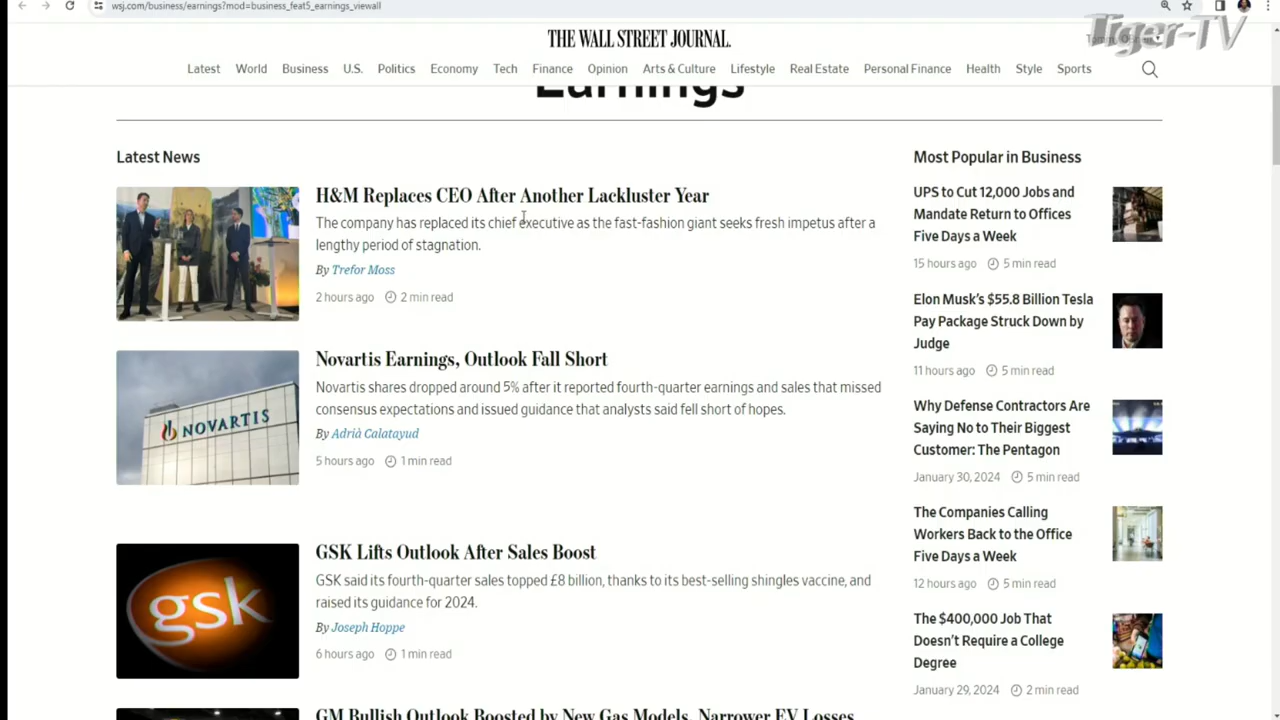 wsj.com/business/earnings?mod=business_feat5_earnings_viewall
Tiger-TV
THE WALL STREET JOURNAL.
Latest World Business U.S. Politics Economy Tech Finance Opinion Arts & Culture Lifestyle Real Estate Personal Finance Health Style Sports
Earnings
Latest News
H&M Replaces CEO After Another Lackluster Year
The company has replaced its chief executive as the fast-fashion giant seeks fresh impetus after a
lengthy period of stagnation.
By Trefor Moss
2 hours ago 2 min read
NOVARTIS
Novartis Earnings, Outlook Fall Short
Novartis shares dropped around 5% after it reported fourth-quarter earnings and sales that missed
consensus expectations and issued guidance that analysts said fell short of hopes.
By Adrià Calatayud
5 hours ago 1 min read
gsk
GSK Lifts Outlook After Sales Boost
GSK said its fourth-quarter sales topped £8 billion, thanks to its best-selling shingles vaccine, and
raised its guidance for 2024.
By Joseph Hoppe
6 hours ago 1 min read
GM Bullish Outlook Boosted by New Gas Models, Narrower EV Losses
Most Popular in Business
UPS to Cut 12,000 Jobs and
Mandate Return to Offices
Five Days a Week
15 hours ago 5 min read
Elon Musk's $55.8 Billion Tesla
Pay Package Struck Down by
Judge
11 hours ago 5 min read
Why Defense Contractors Are
Saying No to Their Biggest
Customer: The Pentagon
January 30, 2024 5 min read
The Companies Calling
Workers Back to the Office
Five Days a Week
12 hours ago 5 min read
The $400,000 Job That
Doesn't Require a College
Degree
January 29, 2024 2 min read